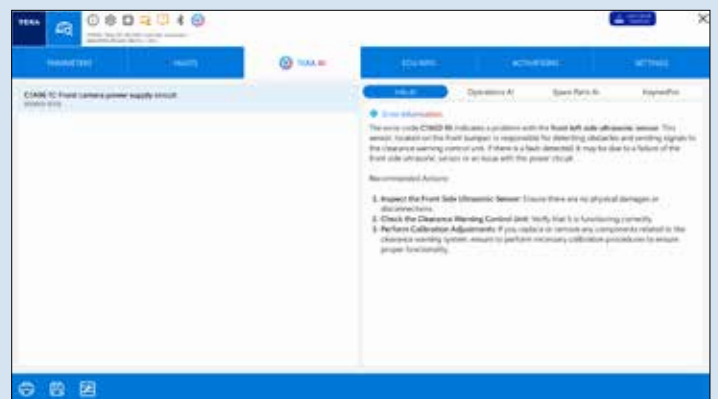 TEXA
PARAMETERS
FAULTS
TEXA AI
ECU INFO
ACTIVATIONS
SETTINGS
Front camera power supply circuit
Info AI
Operations AI
Spare Parts AI
Error Information
The error code indicates a problem with the front left side ultrasonic sensor. This
sensor, located on the front bumper, is responsible for detecting obstacles and sending signals to
the clearance warning control unit. If there is a fault detected, it may be due to a failure of the
front side ultrasonic sensor or an issue with the power circuit.
Recommended Actions:
1. Inspect the Front Side Ultrasonic Sensor: Ensure there are no physical damages or
disconnections.
2. Check the Clearance Warning Control Unit: Verify that it is functioning correctly.
3. Perform Calibration Adjustments: If you replace or remove any components related to the
clearance warning system, ensure to perform necessary calibration procedures to ensure
proper functionality.